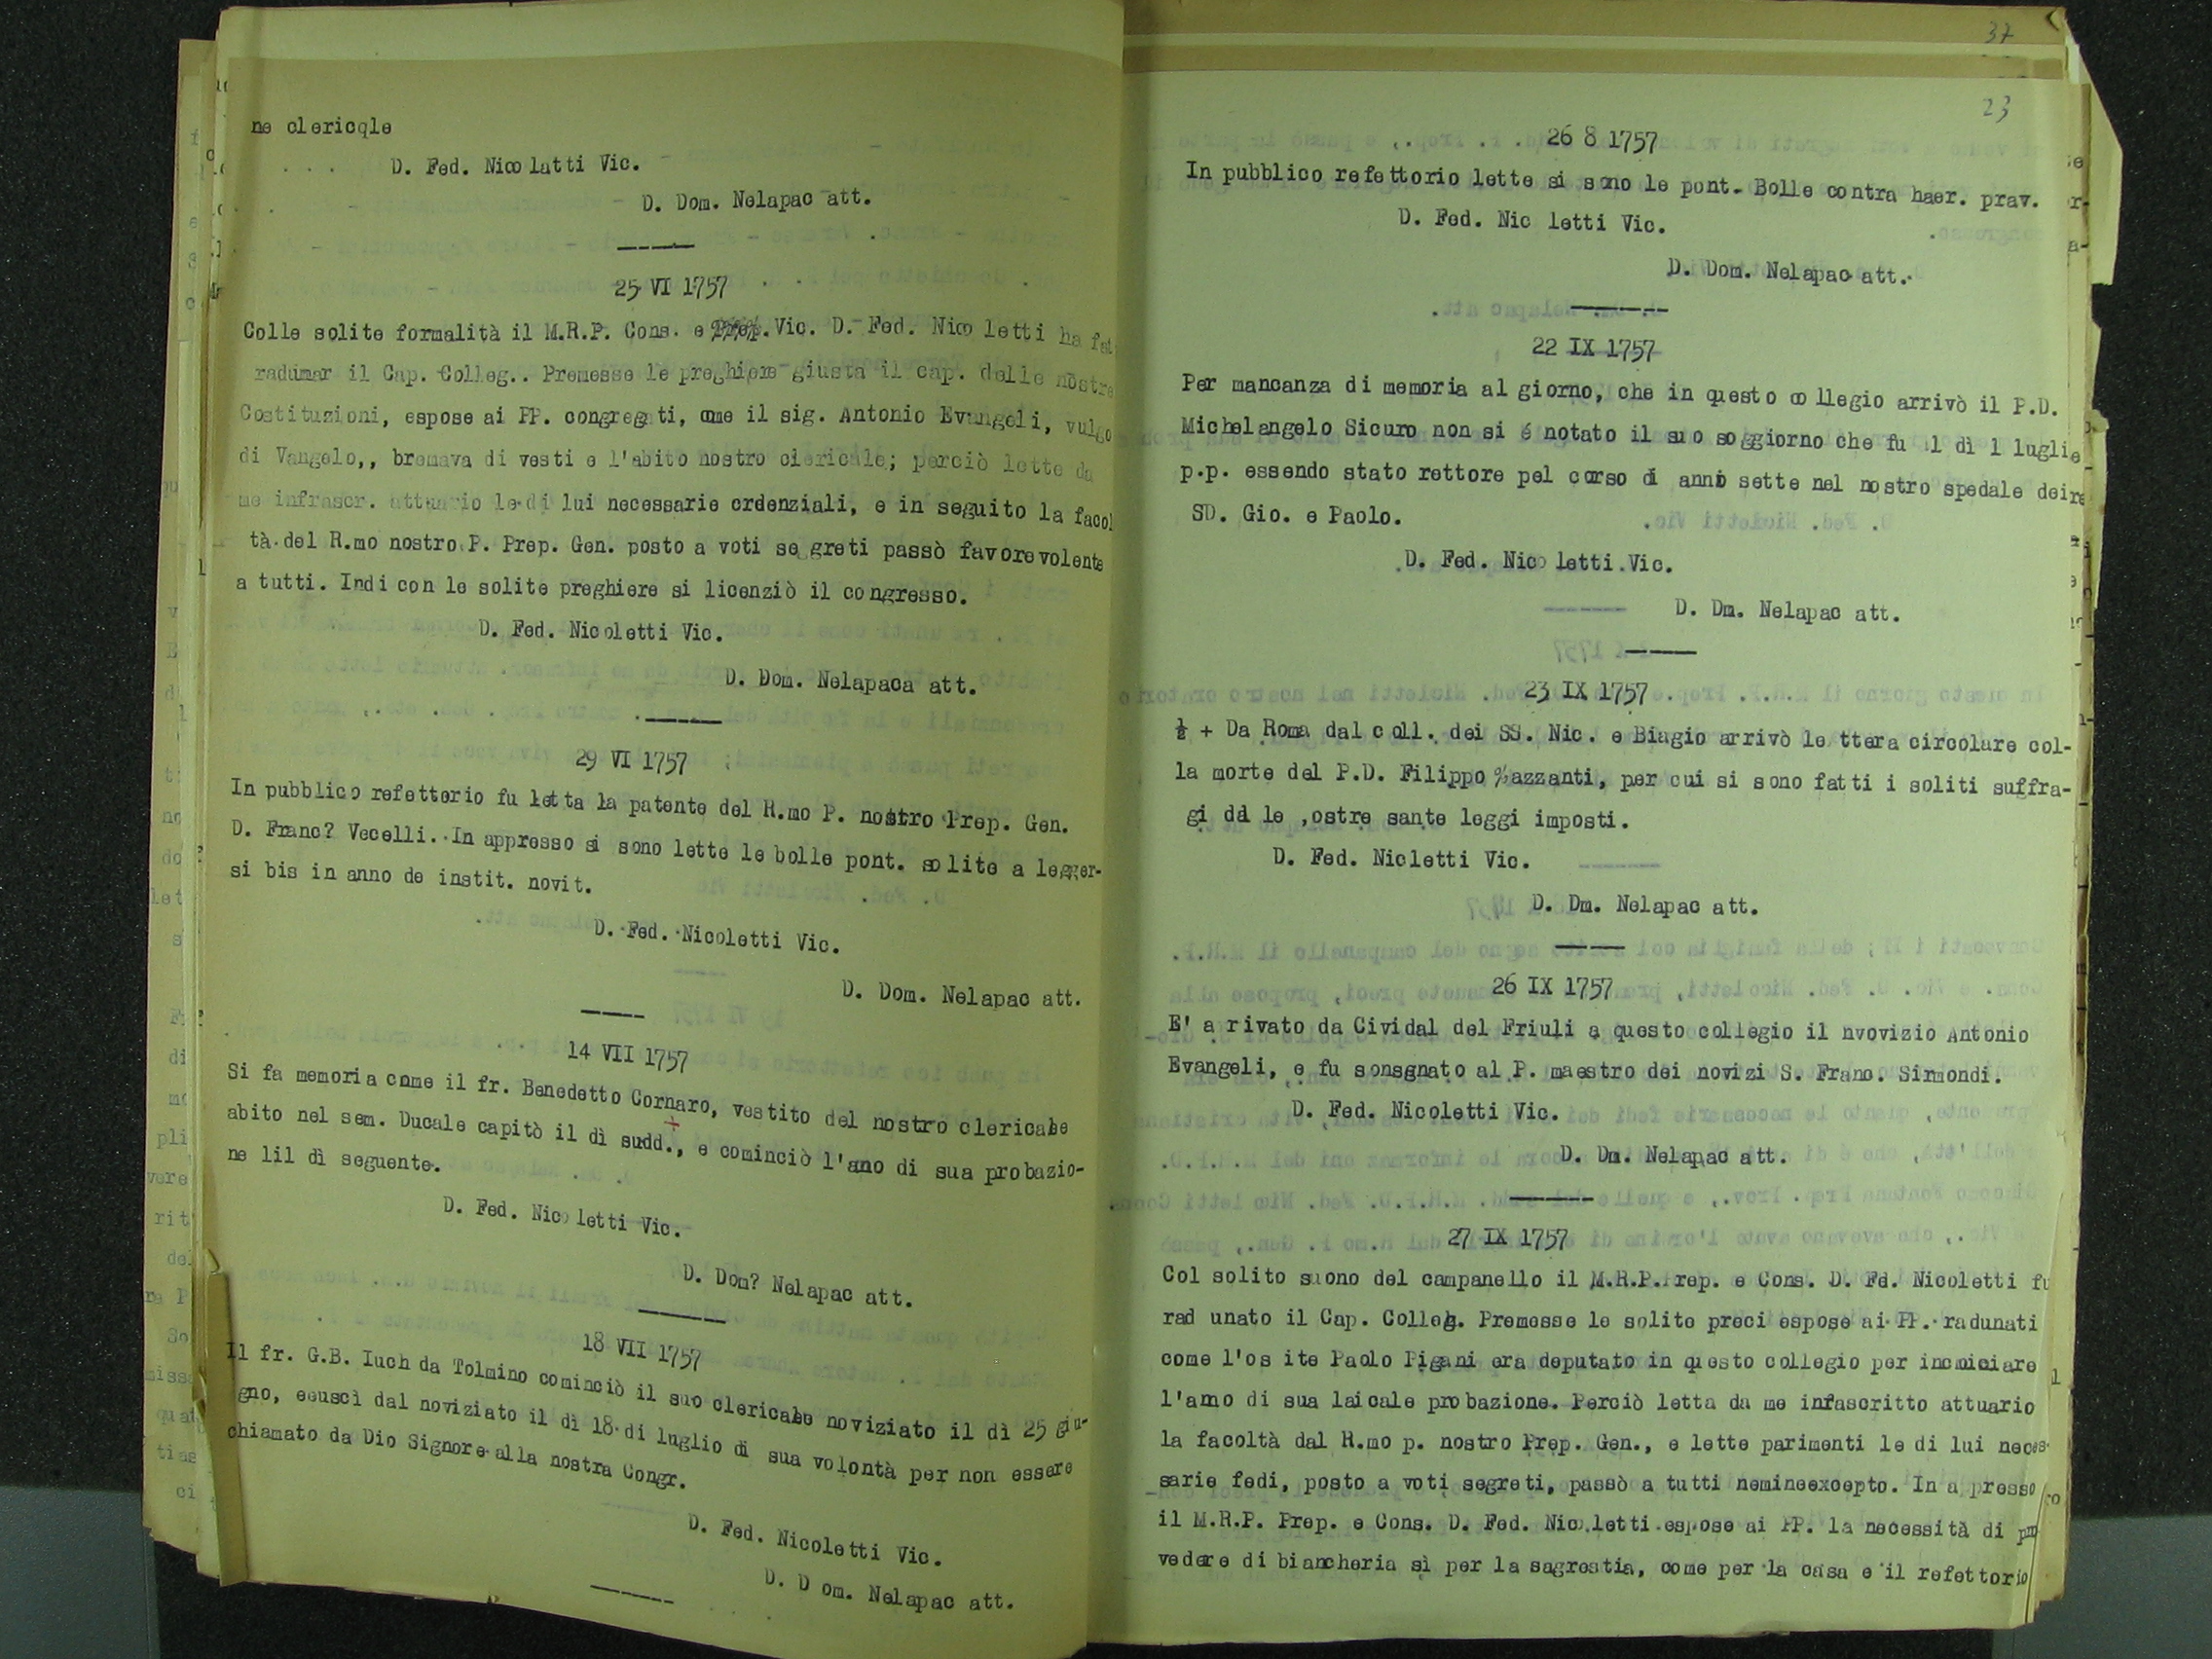 ne clericqle
D. Fed. Nicolatti Vic.
D. Dom. Nelapac att.
25 VI 1757
Colle solite formalità il M.R.P. Cons. e Vic. D. Fed. Nicoletti ha fat
radunar il Cap. Colleg.. Premesse le preghiere giusta il cap. delle nostre
Costituzioni, espose ai PP. congregati, ome il sig. Antonio Evangeli, vulgo
di Vangelo,, bremava di vesti e l'abito nostro clericale; perciò lette da
me infrascr. attuario le di lui necessarie crdenziali, e in seguito la facol
tà del R.mo nostro P. Prep. Gen. posto a voti segreti passò favorevolente
a tutti. Indi con le solite preghiere si licenziò il congresso.
D. Fed. Nicoletti Vic.
D. Dom. Nelapaca att.
29 VI 1757
In pubblico refettorio fu letta la patente del R.mo P. nostro Prep. Gen.
D. Franc? Vecelli. In appresso si sono lette le bolle pont. solite a legger-
si bis in anno de instit. novit.
D. Fed. Nicoletti Vic.
D. Dom. Nelapac att.
14 VII 1757
Si fa memoria cnme il fr. Benedetto Cornaro, vestito del nostro clericale
abito nel sem. Ducale capitò il dì sudd., e cominciò l'ano di sua probazio-
ne lil dì seguente.
D. Fed. Nicoletti Vic.
D. Dom? Nelapac att.
18 VII 1757
Il fr. G.B. Iuch da Tolmino cominciò il suo clericale noviziato il dì 25 giu-
gno, eeuscì dal noviziato il dì 18 di luglio di sua volontà per non essere
chiamato da Dio Signore alla nostra Congr.
D. Fed. Nicoletti Vic.
D. D om. Nelapac att.
37
23
26 8 1757
In pubblico refettorio lette si sono le pont. Bolle contra haer. prav.
D. Fed. Nic letti Vic.
D. Dom. Nelapac att.
22 IX 1757
Per mancanza di memoria al giorno, che in questo collegio arrivò il P.D.
Michelangelo Sicuro non si é notato il suo soggiorno che fu il dì 1 luglie
p.p. essendo stato rettore pel corso di anni sette nel nostro spedale dei
SD. Gio. e Paolo.
D. Fed. Nicoletti Vic.
D. Dm. Nelapac att.
23 IX 1757
+ Da Roma dal coll. dei SS. Nic. e Biagio arrivò lettera circolare col-
la morte del P.D. Filippo %azzanti, per cui si sono fatti i soliti suffra-
gi dal le ,ostre sante leggi imposti.
D. Fed. Nicletti Vic.
D. Dm. Nelapac att.
26 IX 1757
E' a rivato da Cividal del Friuli a questo collegio il nvovizio Antonio
Evangeli, e fu sonsgnato al P. maestro dei novizi S. Franc. Sirmondi.
D. Fed. Nicoletti Vic.
D. Dm. Nelapac att.
27 IX 1757
Col solito suono del campanello il M.R.P.Prep. e Cons. D. Fd. Nicoletti fu
rad unato il Cap. Colleg. Premesse le solite preci espose ai PP. radunati
come l'os ite Paolo Pigani era deputato in questo collegio per incmiciare
l'amo di sua laicale probazione. Perciò letta da me infascritto attuario
la facoltà dal R.mo p. nostro Prep. Gen., e lette parimenti le di lui neces-
sarie fedi, posto a voti segreti, passò a tutti nemineexcepto. In a presso
il M.R.P. Prep. e Cons. D. Fed. Nicoletti espose ai PP. la necessità di pro
vedere di biancheria sì per la sagrestia, come per la casa e il refettorio